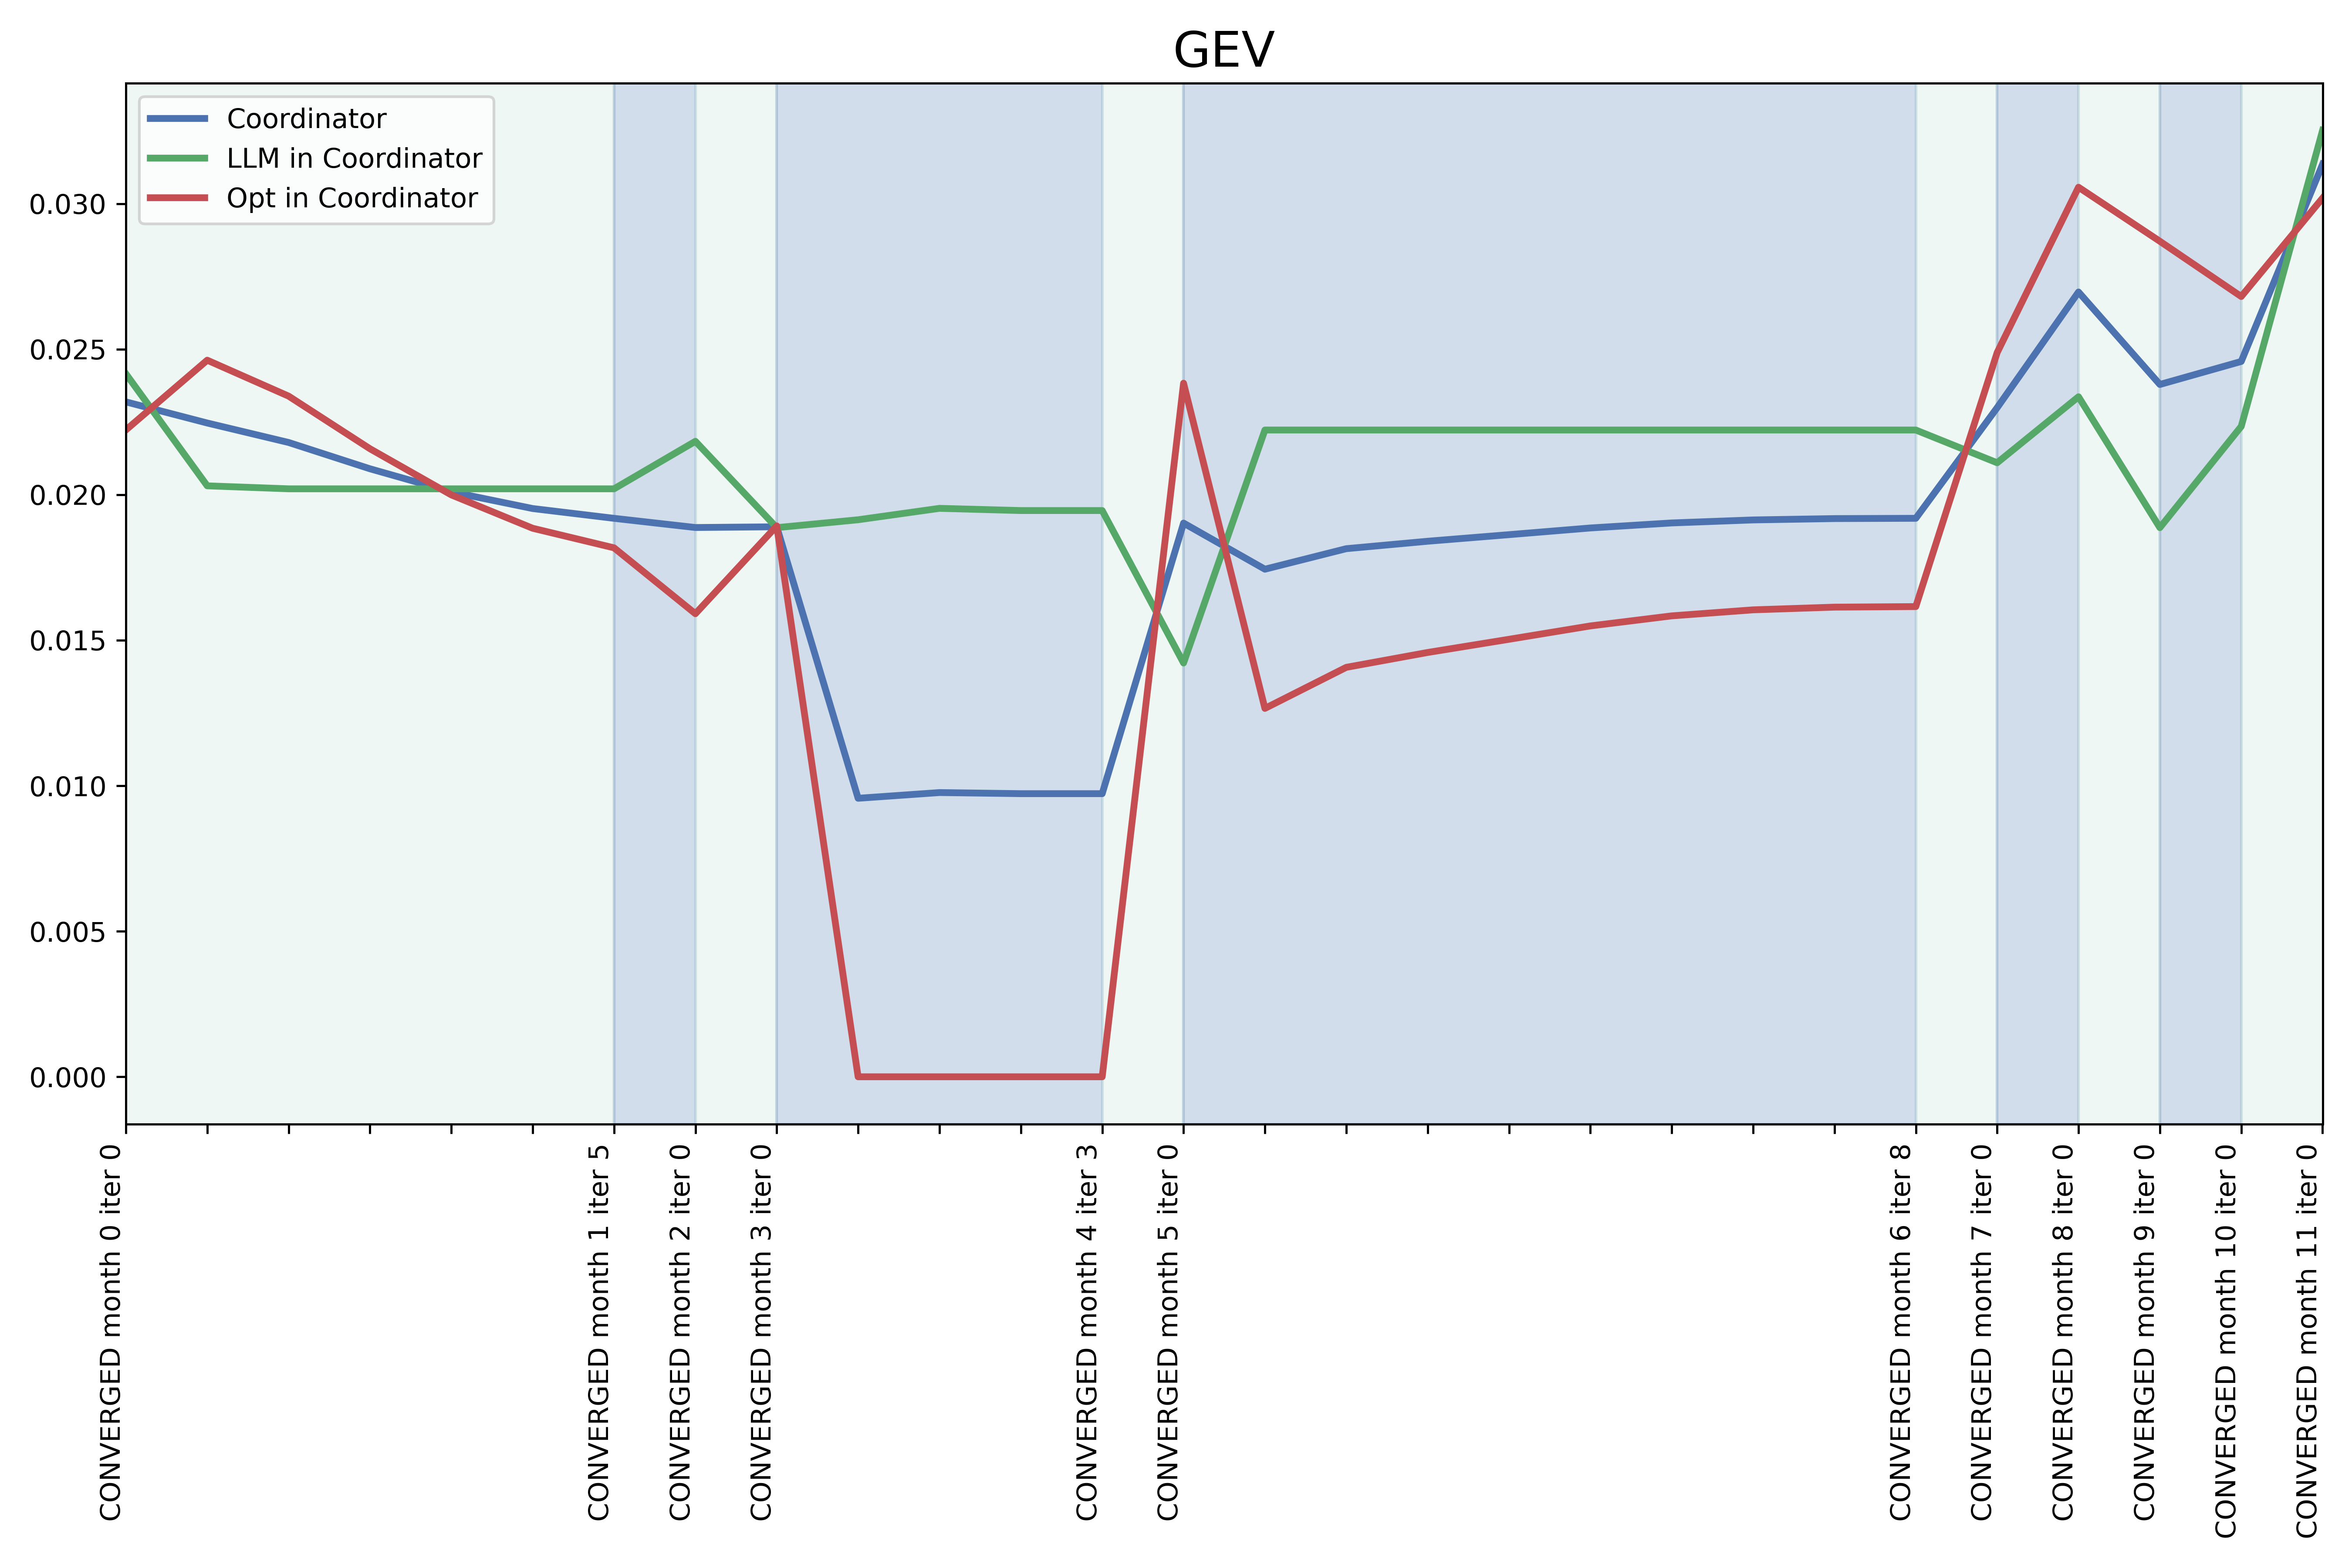 GEV
Coordinator
LLM in Coordinator
Opt in Coordinator
0.030
0.025
0.020
0.015
0.010
0.005
0.000
CONVERGED month 0 iter 0
CONVERGED month 1 iter 5
CONVERGED month 2 iter 0
CONVERGED month 3 iter 0
CONVERGED month 4 iter 3
CONVERGED month 5 iter 0
CONVERGED month 6 iter 8
CONVERGED month 7 iter 0
CONVERGED month 8 iter 0
CONVERGED month 9 iter 0
CONVERGED month 10 iter 0
CONVERGED month 11 iter 0